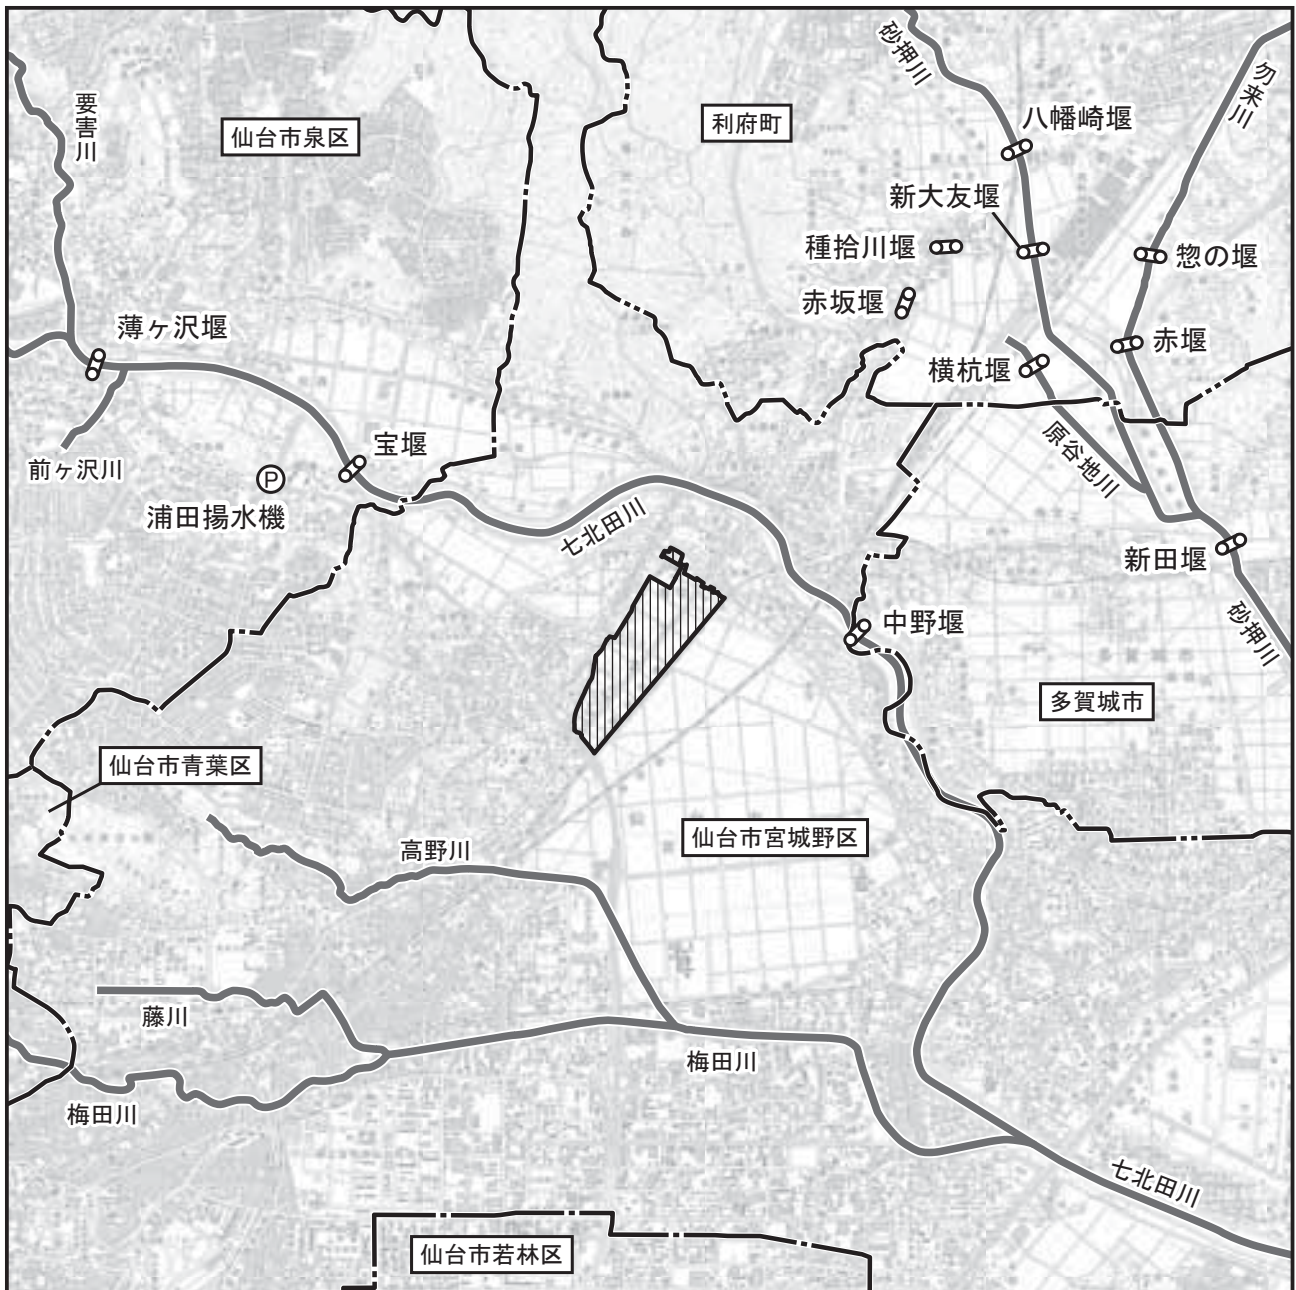 砂押川
勿来川
要害川
仙台市泉区
利府町
八幡崎堰
新大友堰
種拾川堰
惣の堰
赤坂堰
薄ヶ沢堰
赤堰
横杭堰
宝堰
原谷地川
前ヶ沢川
P
浦田揚水機
七北田川
新田堰
中野堰
砂押川
多賀城市
仙台市青葉区
仙台市宮城野区
高野川
藤川
梅田川
梅田川
七北田川
仙台市若林区